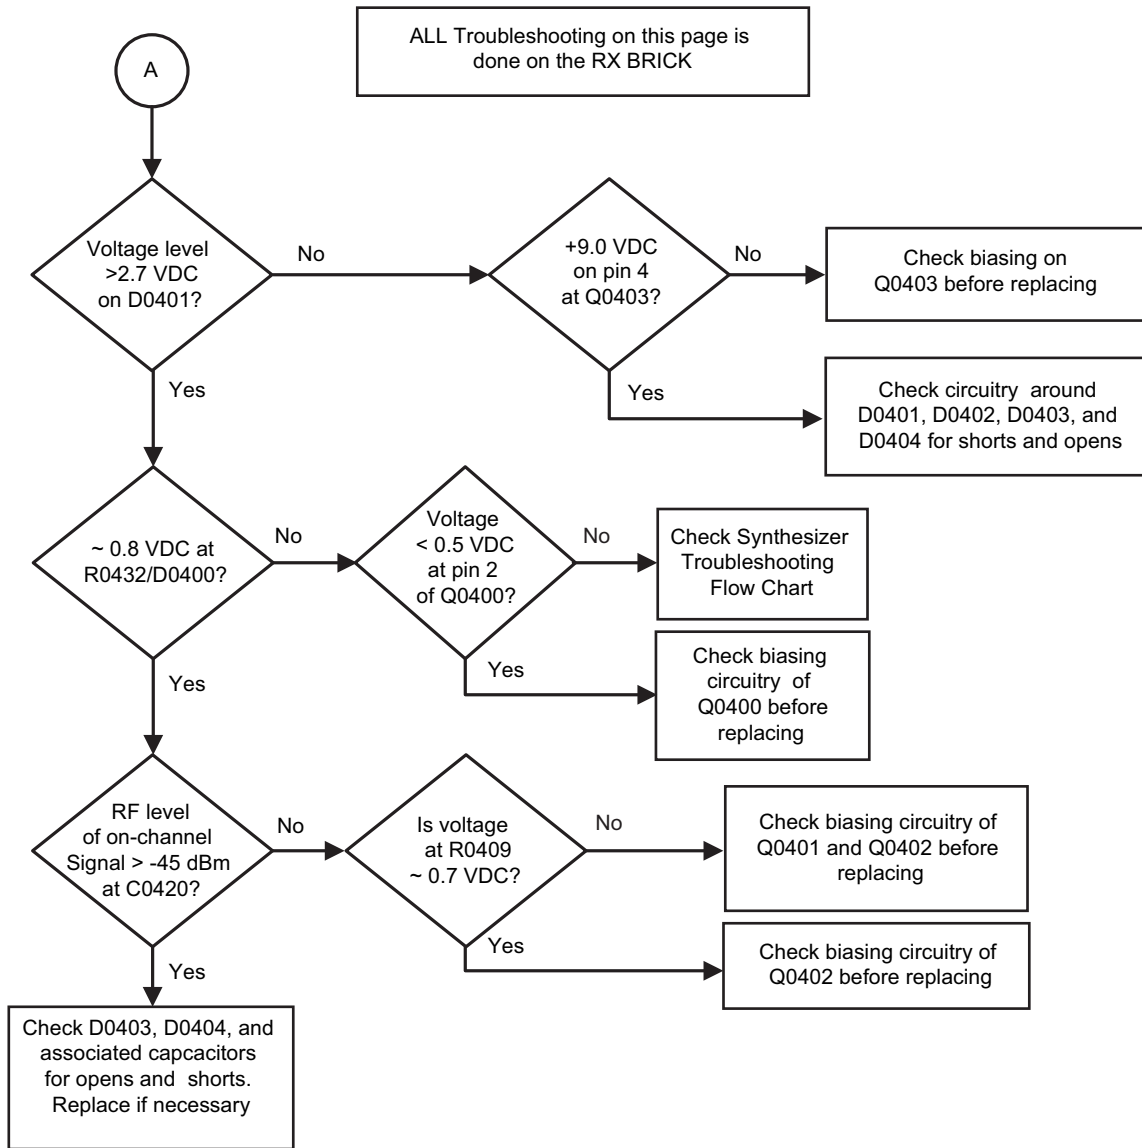 ALL Troubleshooting on this page is
done on the RX BRICK
A
Voltage level
>2.7 VDC
on D0401?
No
+9.0 VDC
on pin 4
at Q0403?
No
Check biasing on
Q0403 before replacing
Yes
Yes
Check circuitry around
D0401, D0402, D0403, and
D0404 for shorts and opens
~ 0.8 VDC at
R0432/D0400?
No
Voltage
< 0.5 VDC
at pin 2
of Q0400?
No
Check Synthesizer
Troubleshooting
Flow Chart
Yes
Yes
Check biasing
circuitry of
Q0400 before
replacing
RF level
of on-channel
Signal > -45 dBm
at C0420?
No
Is voltage
at R0409
~ 0.7 VDC?
No
Check biasing circuitry of
Q0401 and Q0402 before
replacing
Yes
Yes
Check biasing circuitry of
Q0402 before replacing
Check D0403, D0404, and
associated capcacitors
for opens and shorts.
Replace if necessary